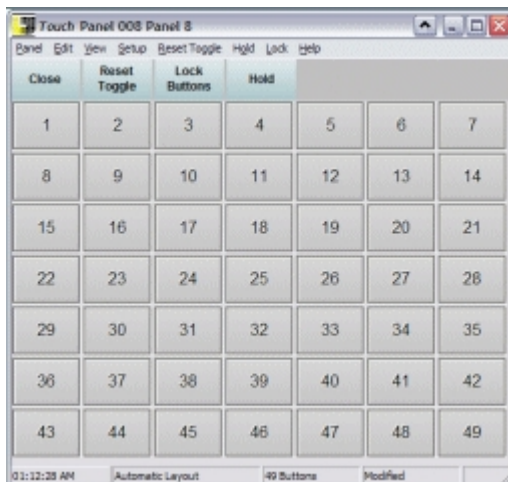 Touch Panel 008 Panel 8
Panel Edit View Setup Reset Toggle Hold Lock Help
Close Reset Toggle Lock Buttons Hold
1 2 3 4 5 6 7
8 9 10 11 12 13 14
15 16 17 18 19 20 21
22 23 24 25 26 27 28
29 30 31 32 33 34 35
36 37 38 39 40 41 42
43 44 45 46 47 48 49
01:12:28 AM Automatic Layout 49 Buttons Modified